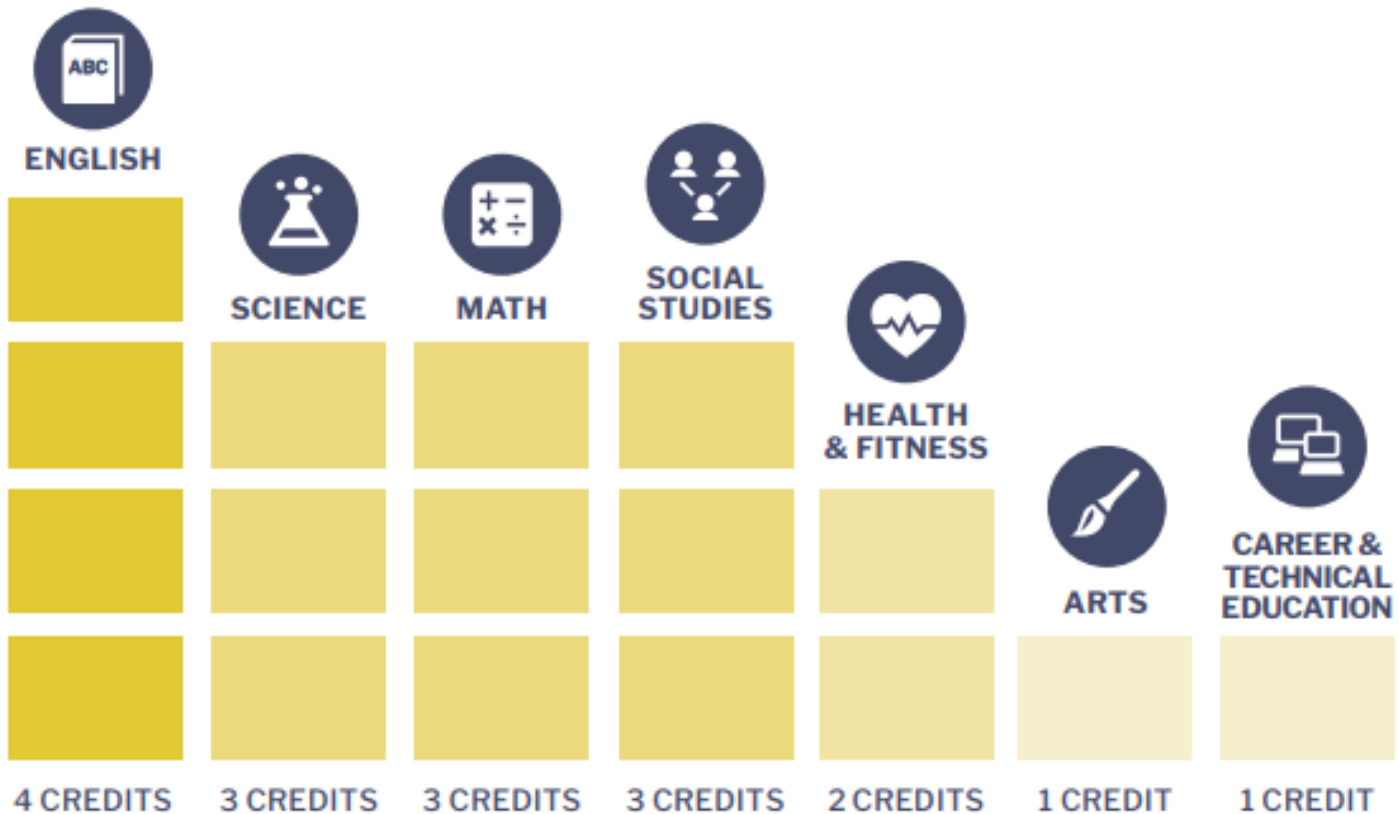 ABC
ENGLISH
4 CREDITS
SCIENCE
3 CREDITS
MATH
3 CREDITS
SOCIAL
STUDIES
3 CREDITS
HEALTH
& FITNESS
2 CREDITS
ARTS
1 CREDIT
CAREER &
TECHNICAL
EDUCATION
1 CREDIT